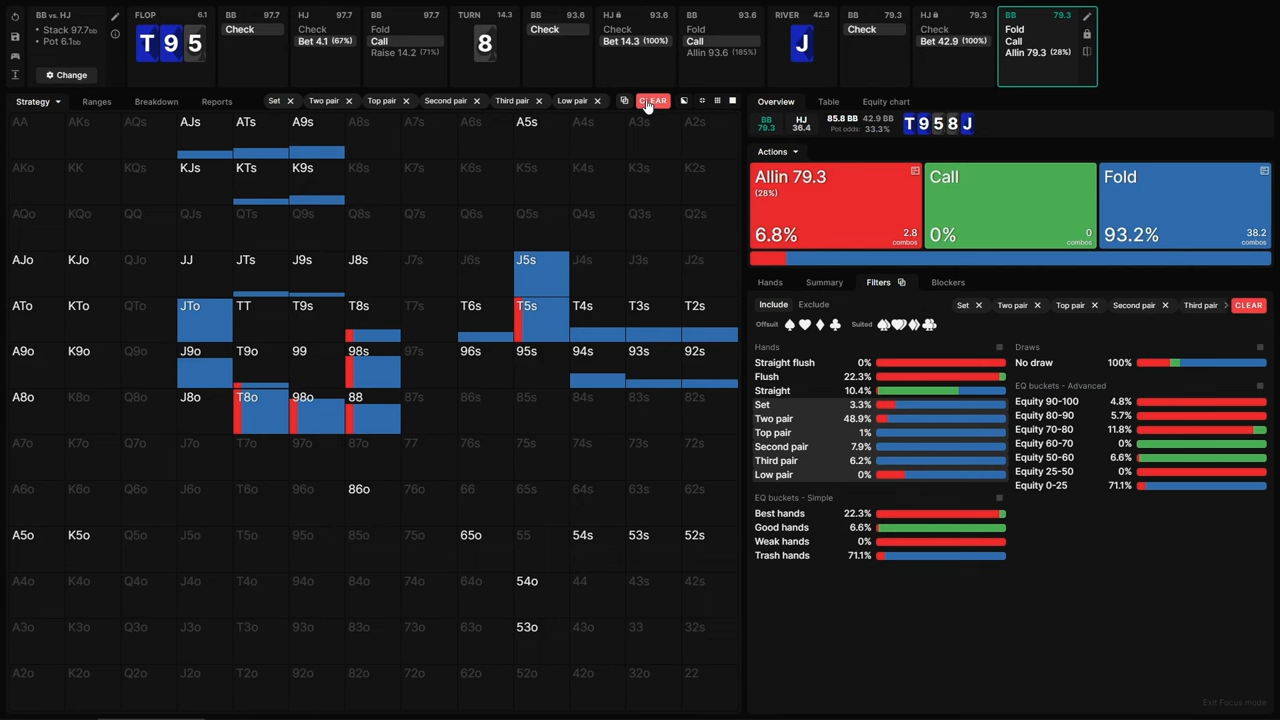 BB vs. HJ
Stack 97.7bb
Pot 6.1bb
Change
FLOP 6.1
T 9 5
BB 97.7
Check
HJ 97.7
Check
Bet 4.1 (67%)
BB 97.7
Fold
Call
Raise 14.2 (71%)
TURN 14.3
8
BB 93.6
Check
HJ 93.6
Check
Bet 14.3 (100%)
BB 93.6
Fold
Call
Allin 93.6 (185%)
RIVER 42.9
J
BB 79.3
Check
HJ 79.3
Check
Bet 42.9 (100%)
BB 79.3
Fold
Call
Allin 79.3 (28%)
Strategy Ranges Breakdown Reports
Set Two pair Top pair Second pair Third pair Low pair CLEAR
AA AKs AQs AJs ATs A9s A8s A7s A6s A5s A4s A3s A2s
AKo KK KQs KJs KTs K9s K8s K7s K6s K5s K4s K3s K2s
AQo KQo QQ QJs QTs Q9s Q8s Q7s Q6s Q5s Q4s Q3s Q2s
AJo KJo QJo JJ JTs J9s J8s J7s J6s J5s J4s J3s J2s
ATo KTo QTo JTo TT T9s T8s T7s T6s T5s T4s T3s T2s
A9o K9o Q9o J9o T9o 99 98s 97s 96s 95s 94s 93s 92s
A8o K8o Q8o J8o T8o 98o 88 87s 86s 85s 84s 83s 82s
A7o K7o Q7o J7o T7o 97o 87o 77 76s 75s 74s 73s 72s
A6o K6o Q6o J6o T6o 96o 86o 76o 66 65s 64s 63s 62s
A5o K5o Q5o J5o T5o 95o 85o 75o 65o 55 54s 53s 52s
A4o K4o Q4o J4o T4o 94o 84o 74o 64o 54o 44 43s 42s
A3o K3o Q3o J3o T3o 93o 83o 73o 63o 53o 43o 33 32s
A2o K2o Q2o J2o T2o 92o 82o 72o 62o 52o 42o 32o 22
Overview Table Equity chart
BB 79.3
HJ 36.4
85.8 BB 42.9 BB
Pot odds: 33.3%
T 9 5 8 J
Actions
Allin 79.3
(28%)
6.8%
2.8
combos
Call
0%
0
combos
Fold
93.2%
38.2
combos
Hands Summary Filters Blockers
Include Exclude Set Two pair Top pair Second pair Third pair CLEAR
Offsuit Suited
Hands
Straight flush 0%
Flush 22.3%
Straight 10.4%
Set 3.3%
Two pair 48.9%
Top pair 1%
Second pair 7.9%
Third pair 6.2%
Low pair 0%
EQ buckets - Simple
Best hands 22.3%
Good hands 6.6%
Weak hands 0%
Trash hands 71.1%
Draws
No draw 100%
EQ buckets - Advanced
Equity 90-100 4.8%
Equity 80-90 5.7%
Equity 70-80 11.8%
Equity 60-70 0%
Equity 50-60 6.6%
Equity 25-50 0%
Equity 0-25 71.1%
Exit Focus mode